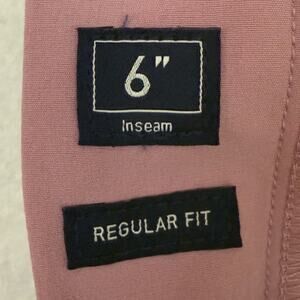 6"
Inseam
REGULAR FIT